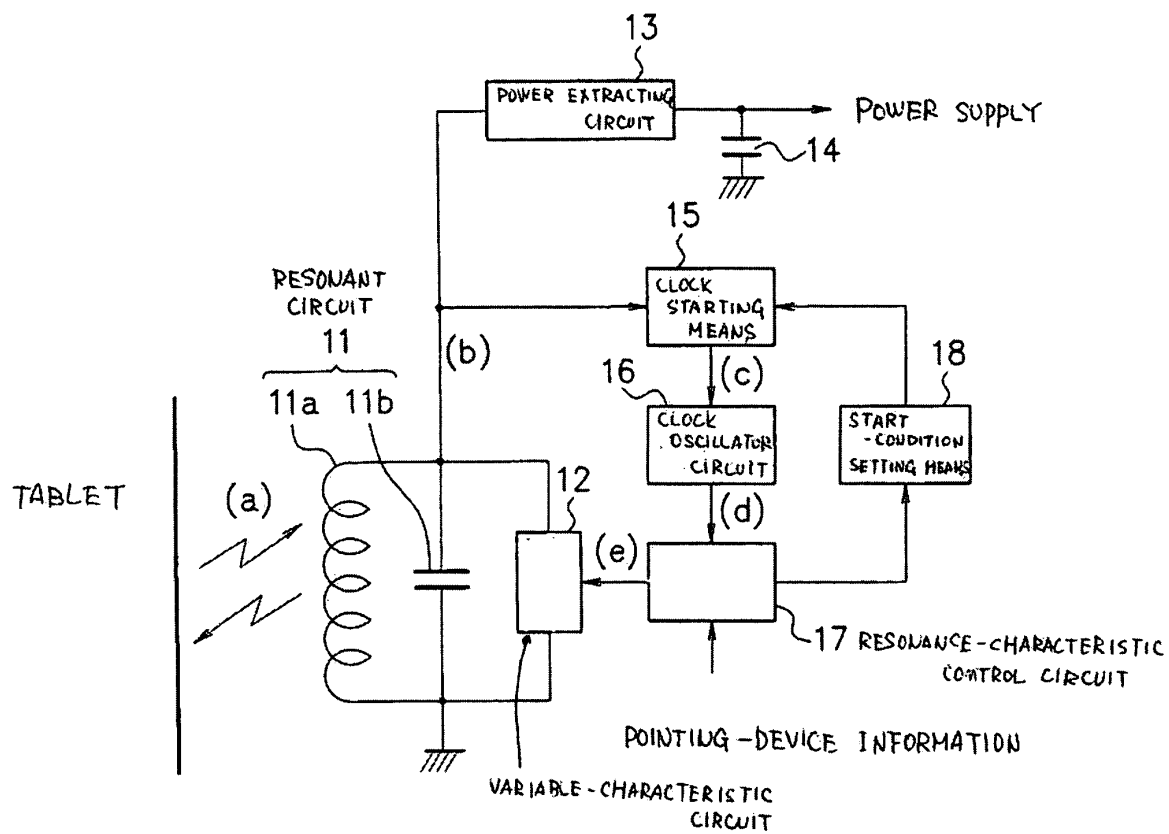 13
POWER EXTRACTING
CIRCUIT
POWER SUPPLY
14
15
RESONANT
CIRCUIT
CLOCK
STARTING
MEANS
11
(b)
(c)
16
18
11a 11b
CLOCK
OSCILLATOR
CIRCUIT
START
-CONDITION
SETTING MEANS
TABLET
(a)
12
(d)
(e)
17 RESONANCE-CHARACTERISTIC
CONTROL CIRCUIT
POINTING-DEVICE INFORMATION
VARIABLE-CHARACTERISTIC
CIRCUIT